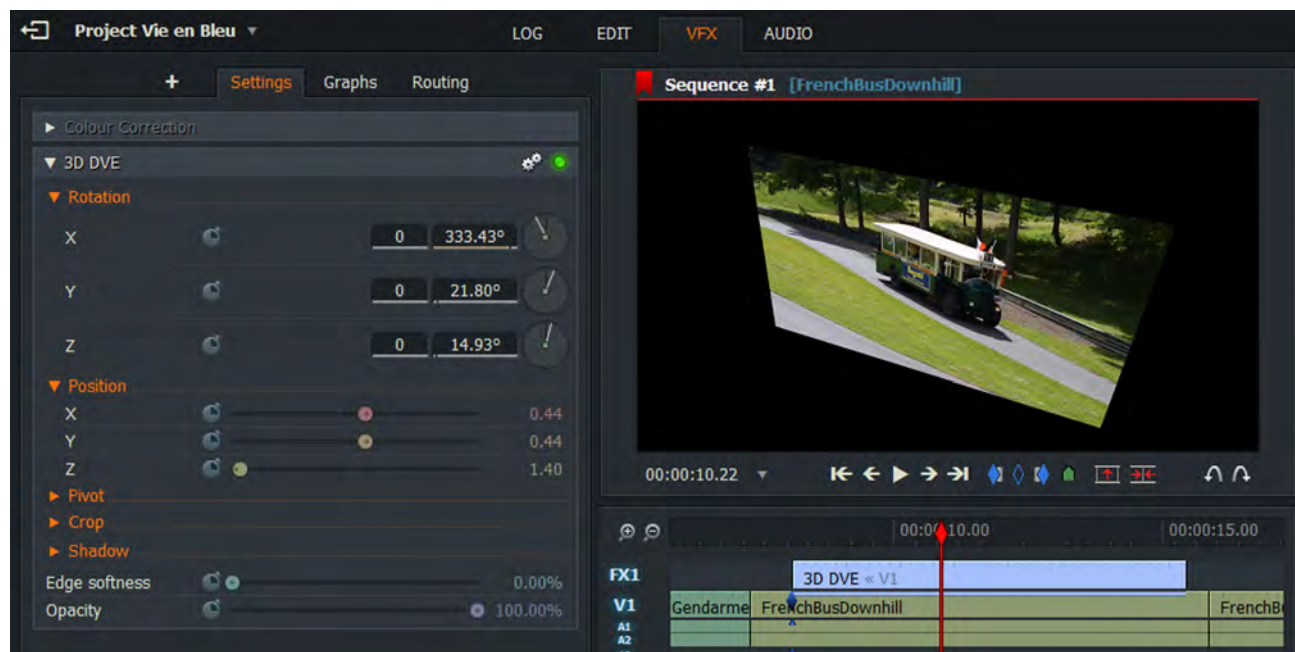 Project Vie en Bleu
LOG EDIT VFX AUDIO
+ Settings Graphs Routing
Sequence #1 [FrenchBusDownhill]
Colour Correction
3D DVE
Rotation
X 0 333.43°
Y 0 21.80°
Z 0 14.93°
Position
X 0.44
Y 0.44
Z 1.40
Pivot
Crop
Shadow
Edge softness 0.00%
Opacity 100.00%
00:00:10.22
00:00:10.00 00:00:15.00
FX1 3D DVE « V1
V1 Gendarme FrenchBusDownhill FrenchB
A1
A2